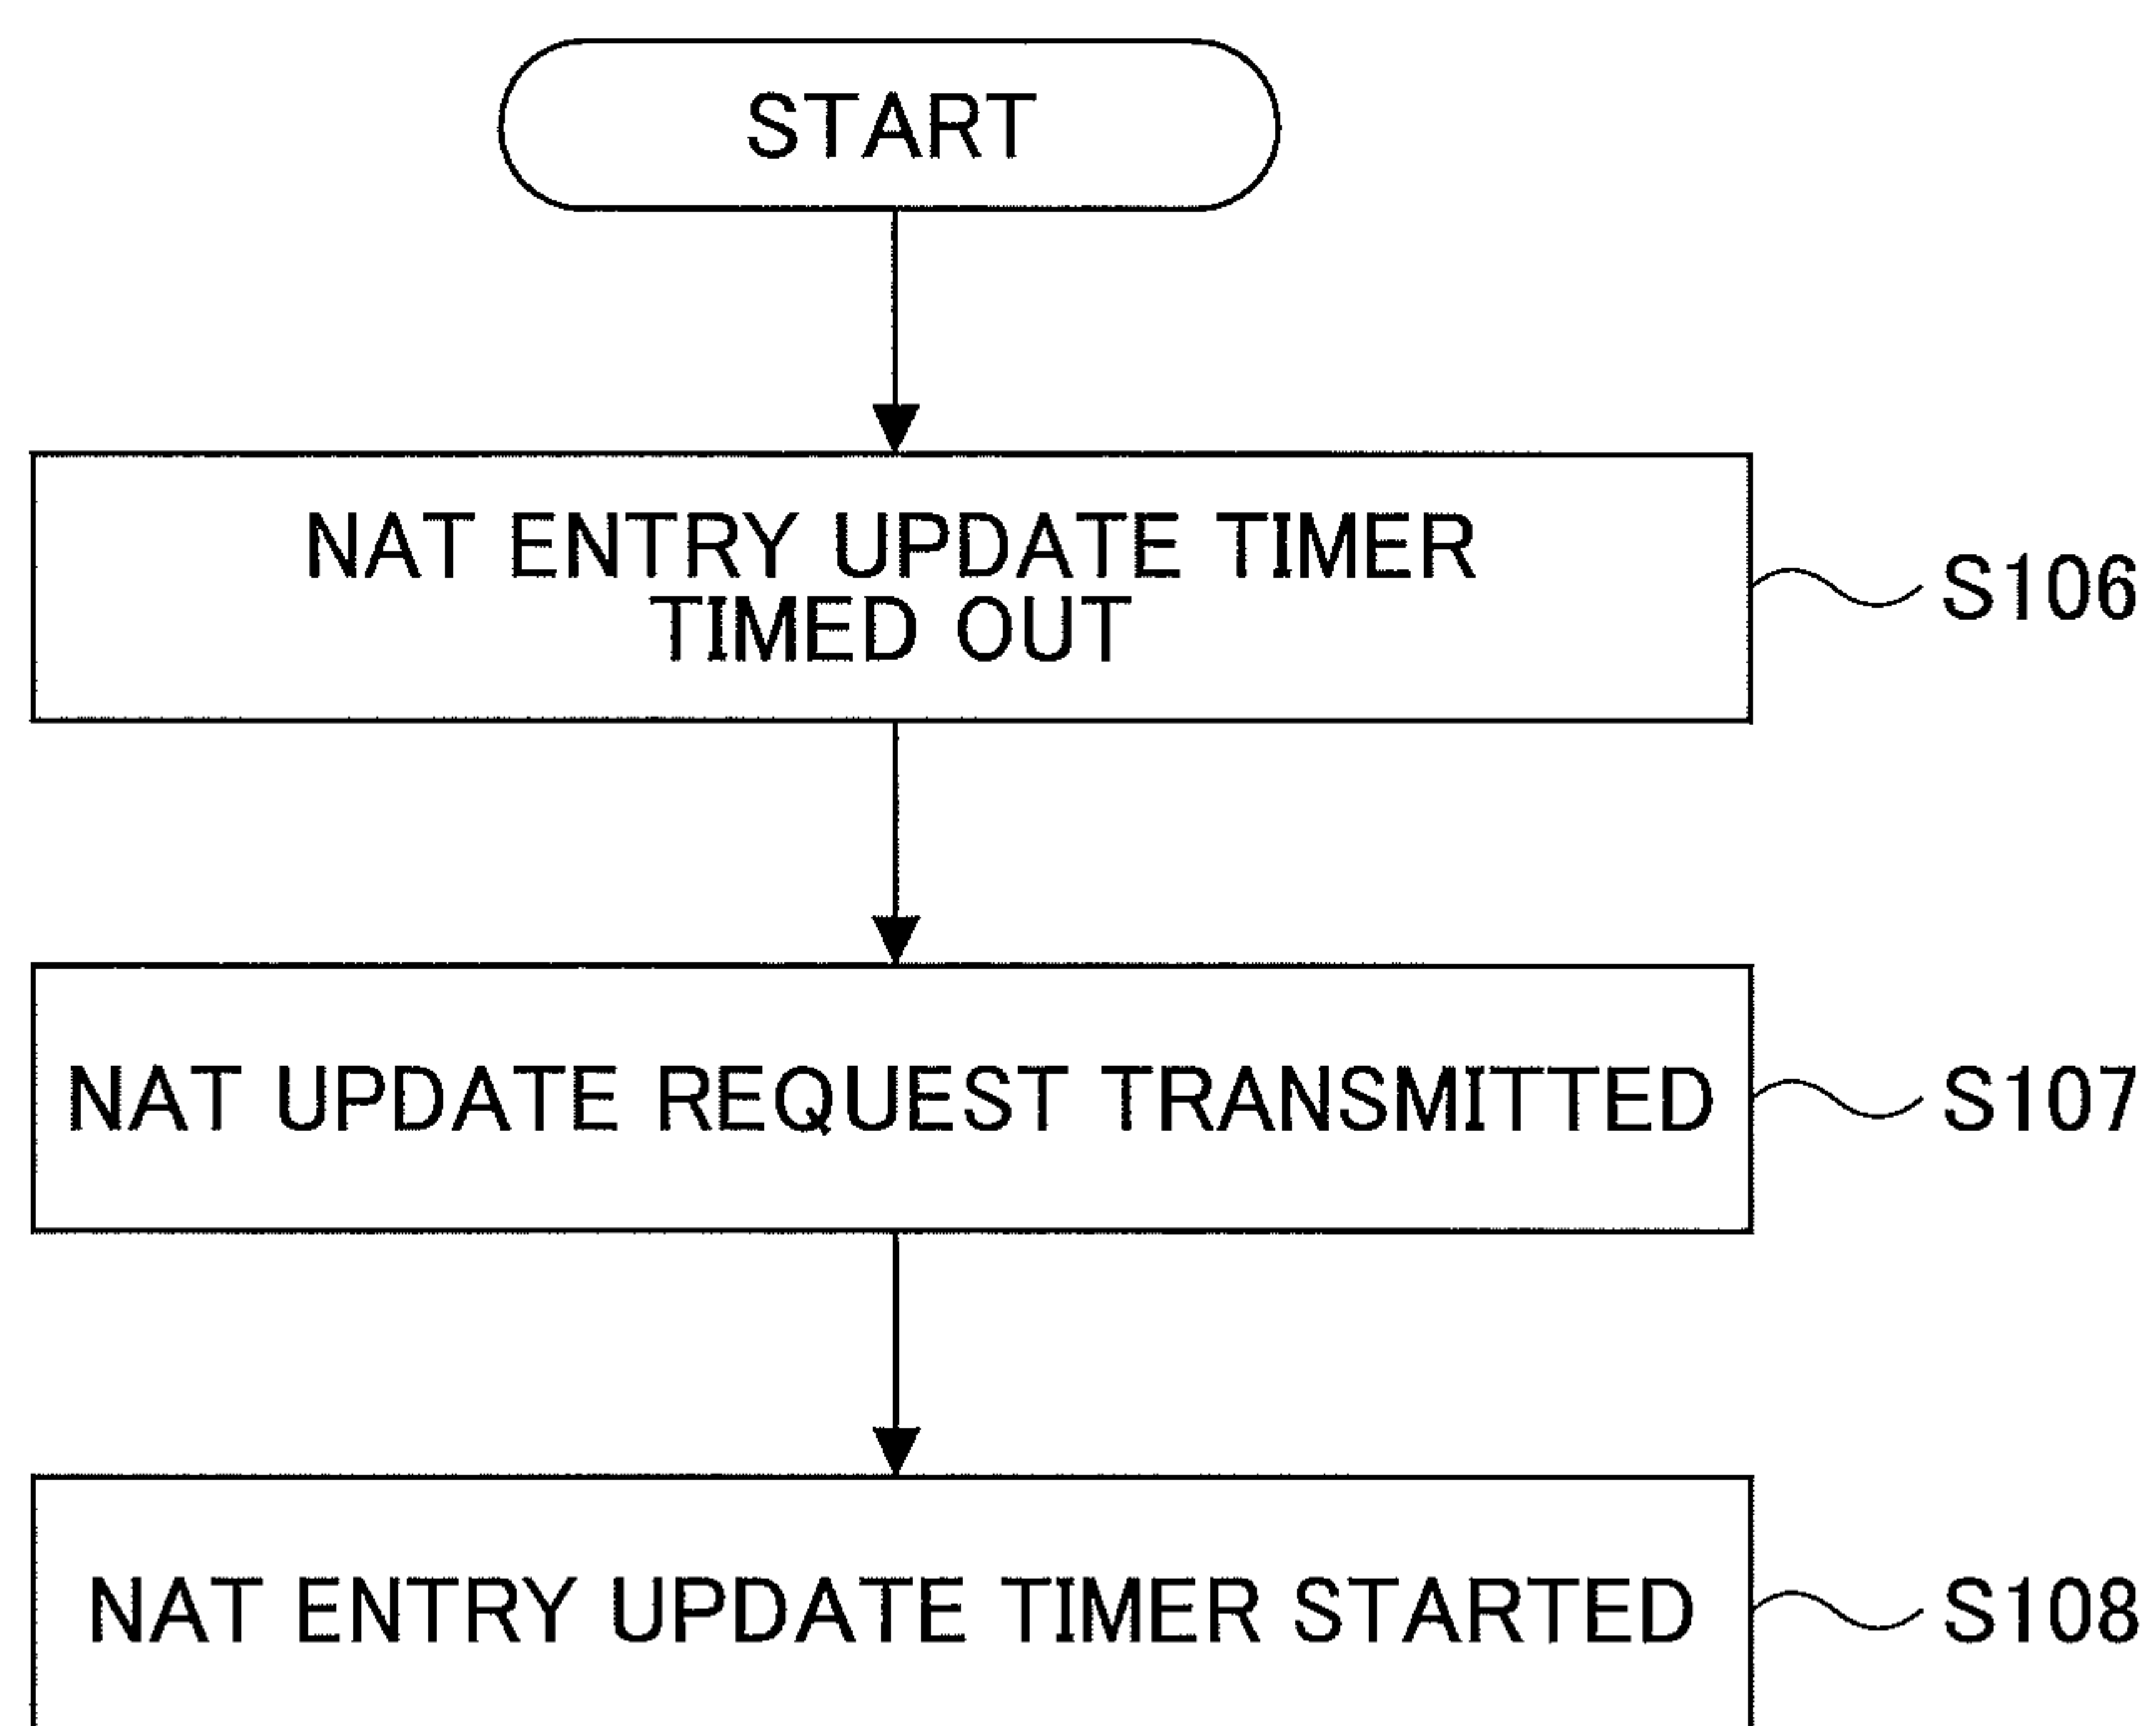 START
NAT ENTRY UPDATE TIMER
TIMED OUT
S106
NAT UPDATE REQUEST TRANSMITTED
S107
NAT ENTRY UPDATE TIMER STARTED
S108